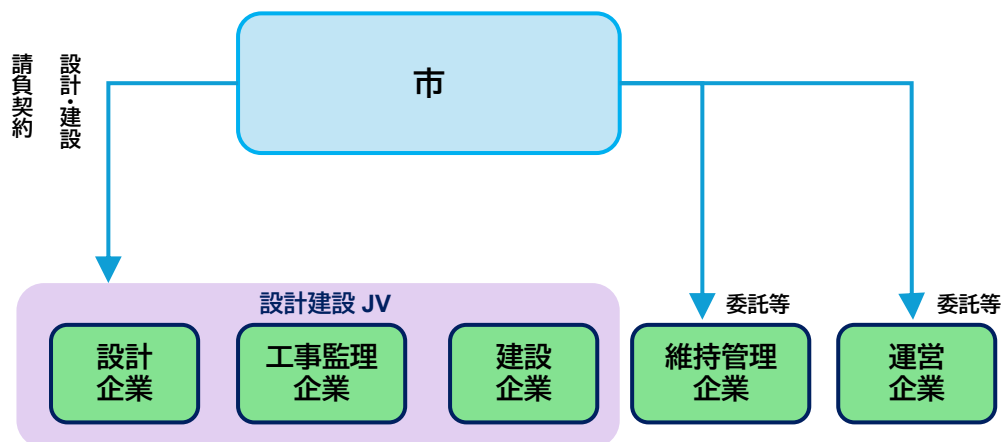 市
設計・建設
請負契約
設計建設 JV
委託等
委託等
設計
企業
工事監理
企業
建設
企業
維持管理
企業
運営
企業